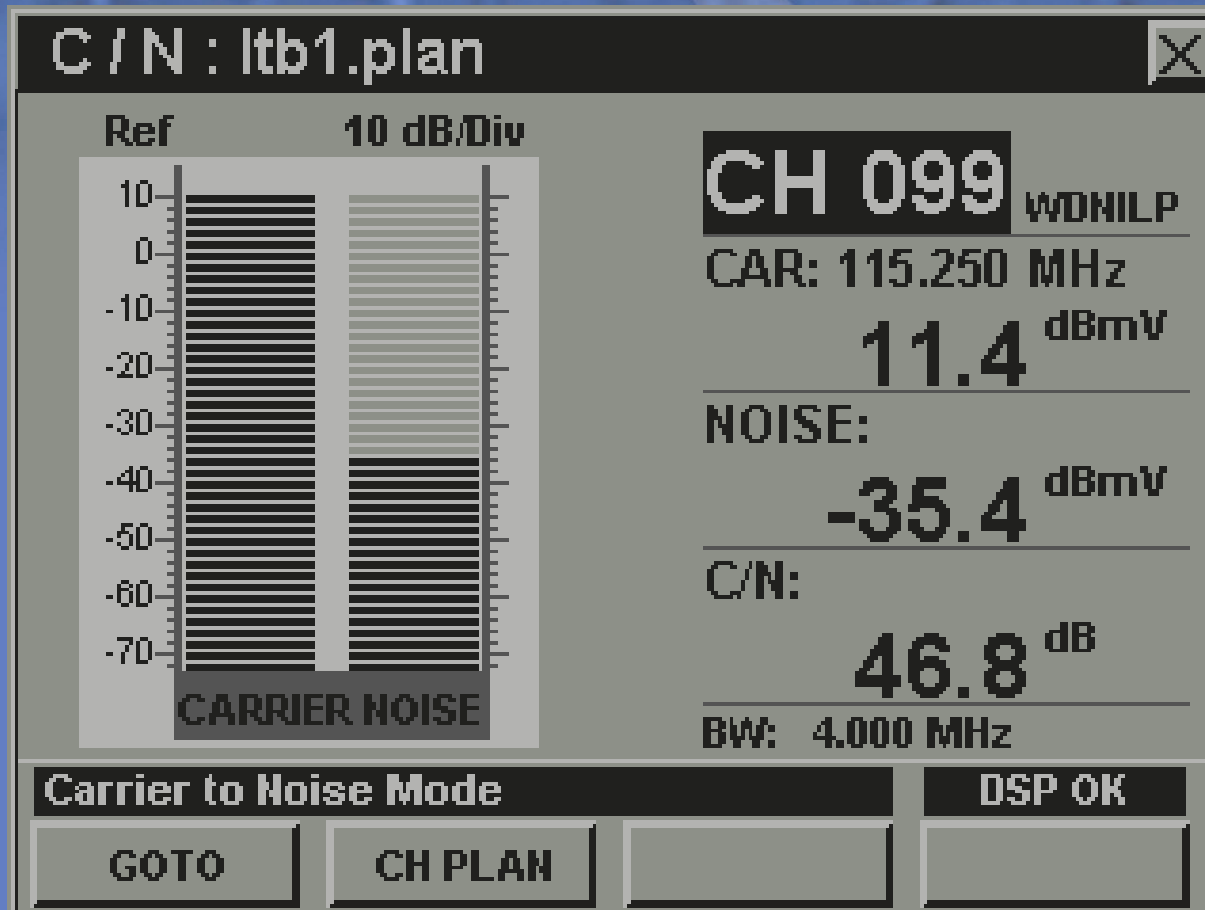 C / N : ltb1.plan
Ref 10 dB/Div
10
0
-10
-20
-30
-40
-50
-60
-70
CARRIER NOISE
CH 099 WDNILP
CAR: 115.250 MHz
11.4 dBmV
NOISE:
-35.4 dBmV
C/N:
46.8 dB
BW: 4.000 MHz
Carrier to Noise Mode DSP OK
GOTO CH PLAN